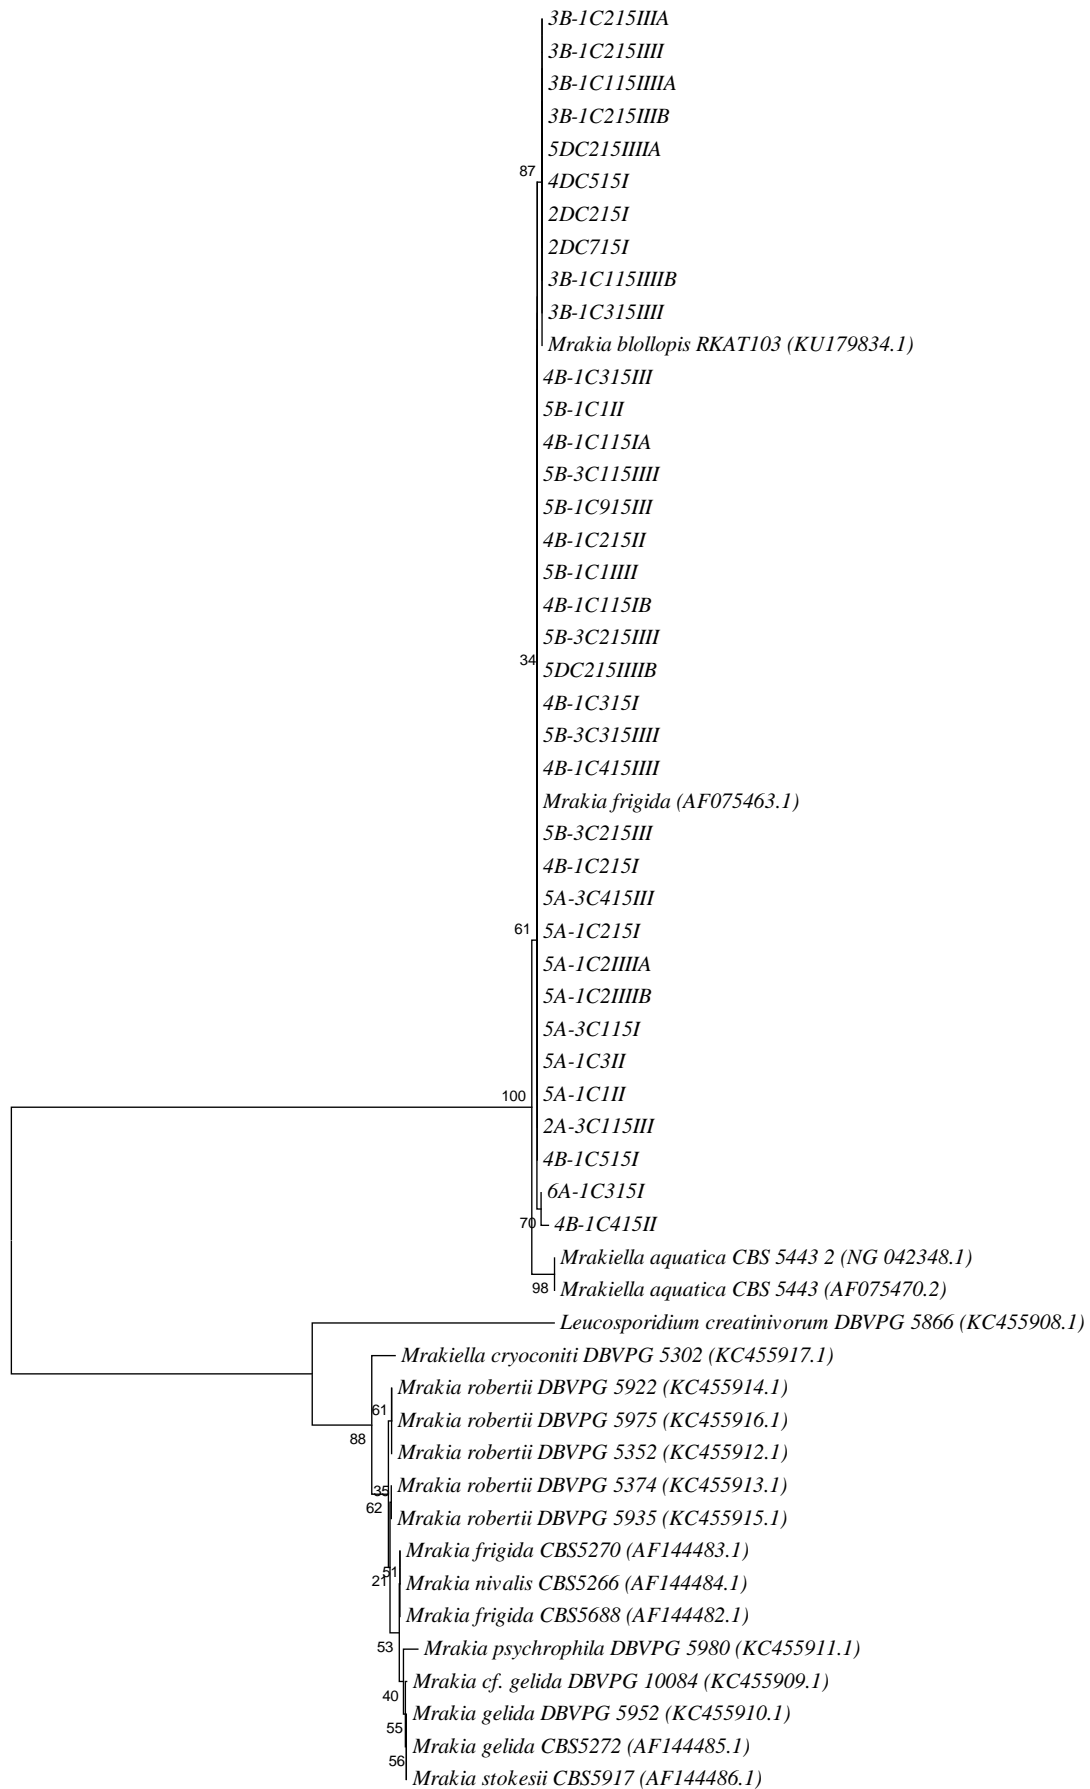 3B-1C215IIIA
3B-1C215IIII
3B-1C115IIIIA
3B-1C215IIIB
5DC215IIIIA
87
4DC515I
2DC215I
2DC715I
3B-1C115IIIIB
3B-1C315IIII
Mrakia blollopis RKAT103 (KU179834.1)
4B-1C315III
5B-1C1II
4B-1C115IA
5B-3C115IIII
5B-1C915III
4B-1C215II
5B-1C1IIII
4B-1C115IB
5B-3C215IIII
34
5DC215IIIIB
4B-1C315I
5B-3C315IIII
4B-1C415IIII
Mrakia frigida (AF075463.1)
5B-3C215III
4B-1C215I
5A-3C415III
61
5A-1C215I
5A-1C2IIIIA
5A-1C2IIIIB
5A-3C115I
5A-1C3II
100
5A-1C1II
2A-3C115III
4B-1C515I
6A-1C315I
70
4B-1C415II
Mrakiella aquatica CBS 5443 2 (NG 042348.1)
98
Mrakiella aquatica CBS 5443 (AF075470.2)
Leucosporidium creatinivorum DBVPG 5866 (KC455908.1)
Mrakiella cryoconiti DBVPG 5302 (KC455917.1)
Mrakia robertii DBVPG 5922 (KC455914.1)
61
Mrakia robertii DBVPG 5975 (KC455916.1)
88
Mrakia robertii DBVPG 5352 (KC455912.1)
Mrakia robertii DBVPG 5374 (KC455913.1)
35
62
Mrakia robertii DBVPG 5935 (KC455915.1)
Mrakia frigida CBS5270 (AF144483.1)
51
21
Mrakia nivalis CBS5266 (AF144484.1)
Mrakia frigida CBS5688 (AF144482.1)
53
Mrakia psychrophila DBVPG 5980 (KC455911.1)
Mrakia cf. gelida DBVPG 10084 (KC455909.1)
40
Mrakia gelida DBVPG 5952 (KC455910.1)
55
Mrakia gelida CBS5272 (AF144485.1)
56
Mrakia stokesii CBS5917 (AF144486.1)